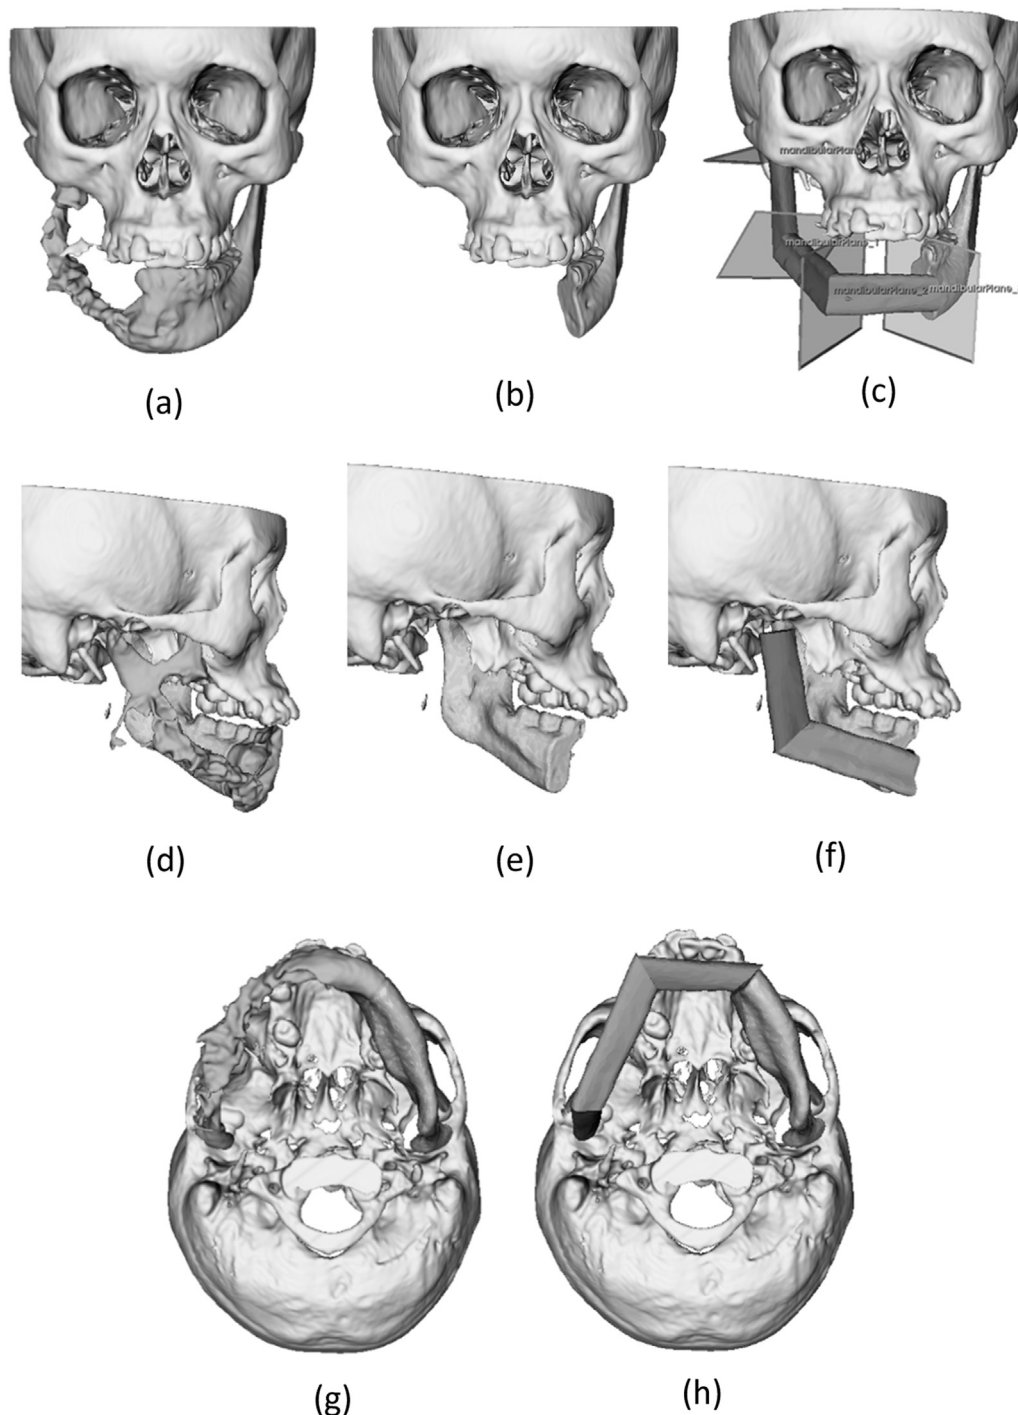 mandibularPlane
mandibularPlane_1
mandibularPlane_2
mandibularPlane_
(a)
(b)
(c)
(d)
(e)
(f)
(g)
(h)